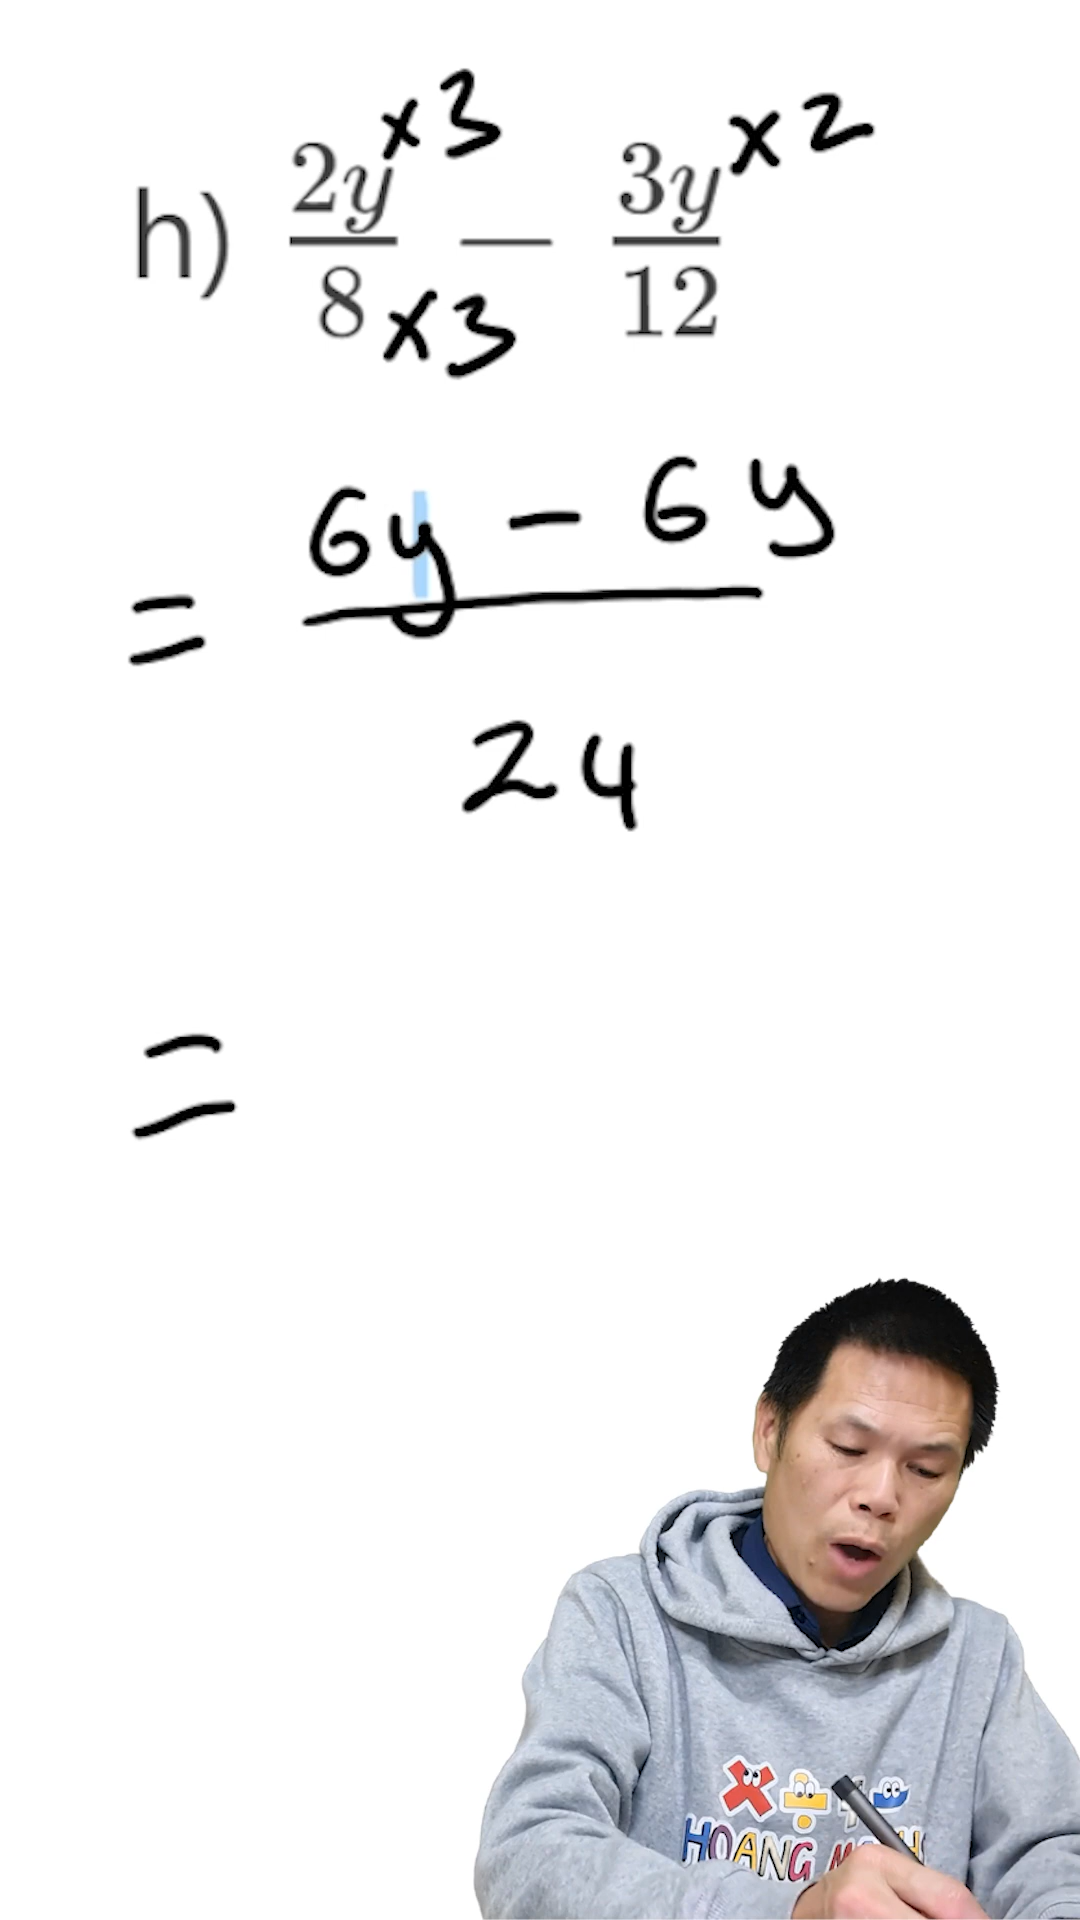 h) 2y/8 ×3 ×3 — 3y/12 ×2
= 6y - 6y
24
=
HOANG